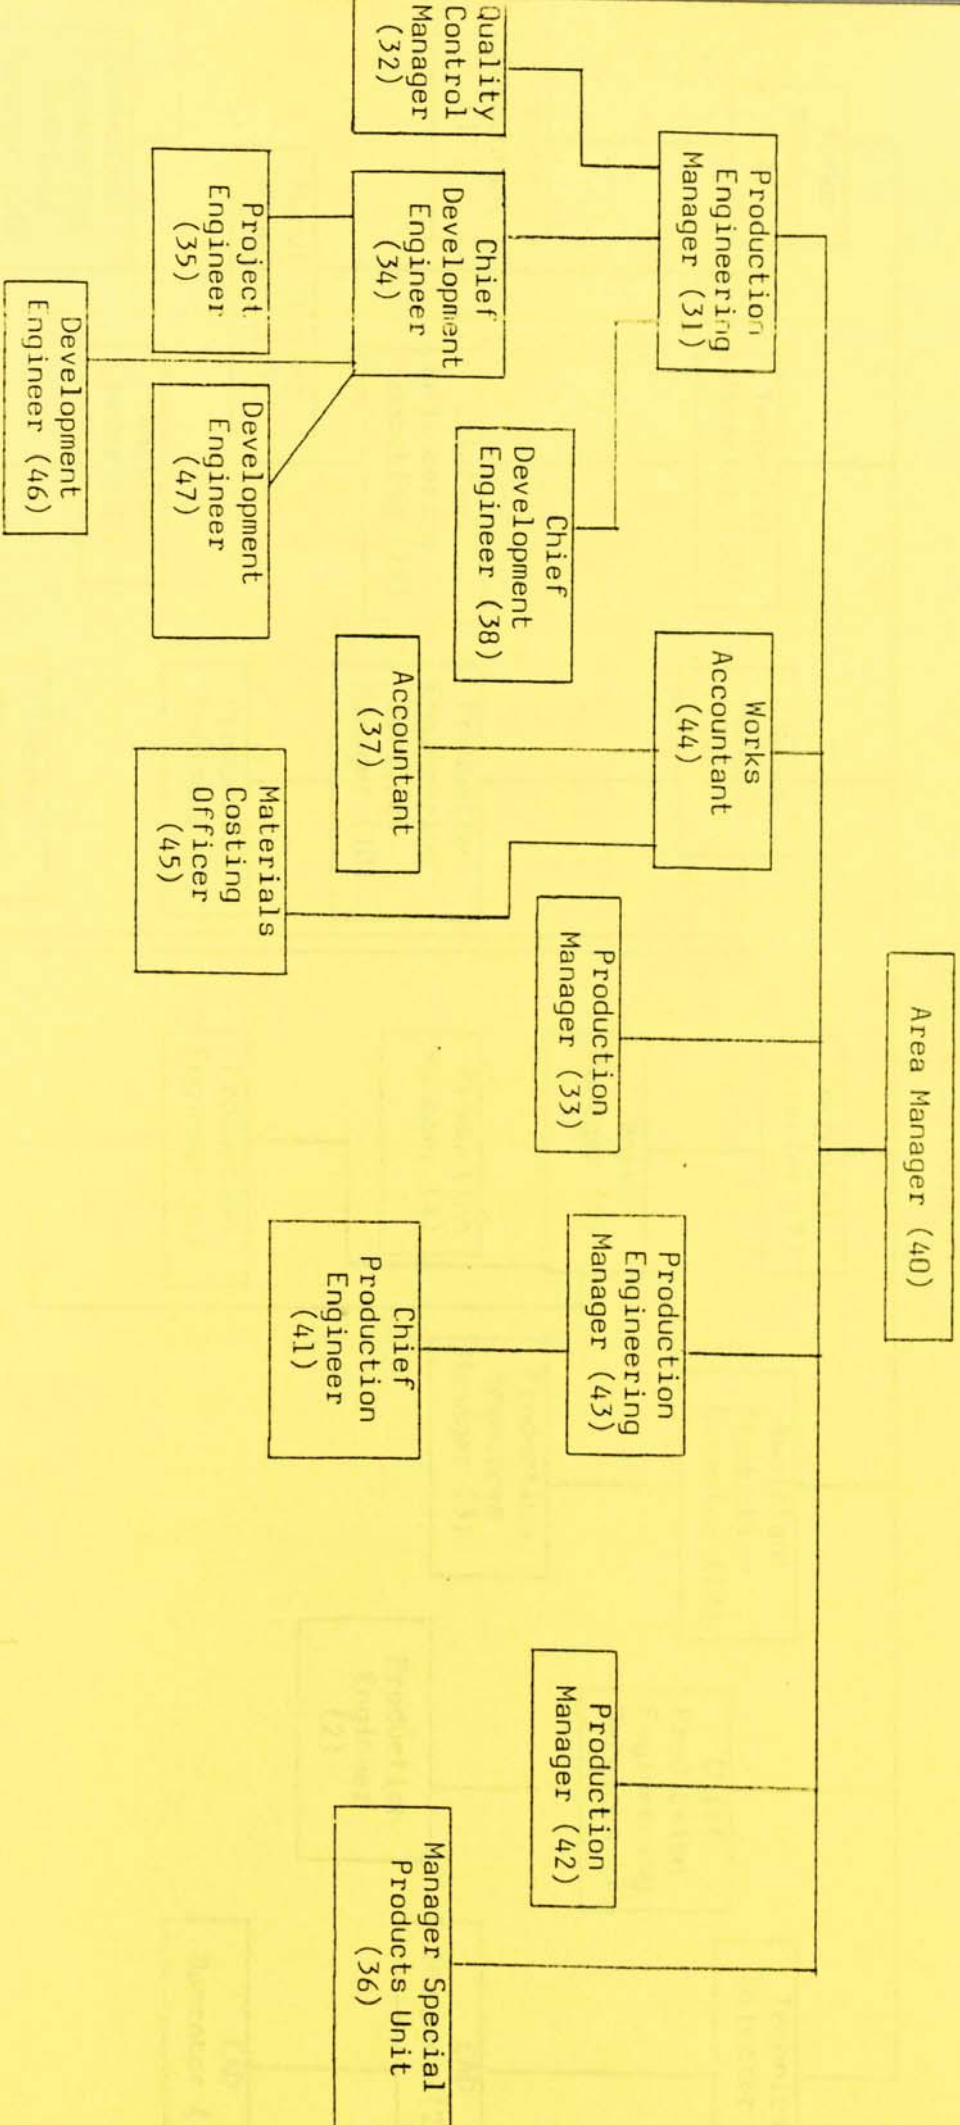 Area Manager (40)
Production
Engineering
Manager (31)
Works
Accountant
(44)
Production
Manager (33)
Production
Engineering
Manager (43)
Production
Manager (42)
Manager Special
Products Unit
(36)
Quality
Control
Manager
(32)
Chief
Development
Engineer
(34)
Chief
Development
Engineer (38)
Accountant
(37)
Materials
Costing
Officer
(45)
Chief
Production
Engineer
(41)
Project
Engineer
(35)
Development
Engineer
(47)
Development
Engineer (46)